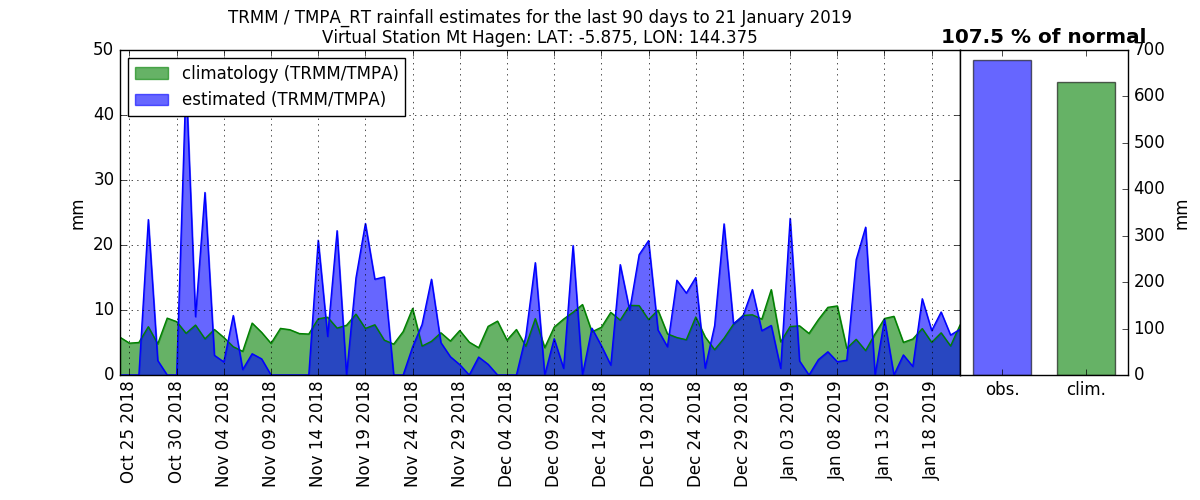 TRMM / TMPA_RT rainfall estimates for the last 90 days to 21 January 2019
Virtual Station Mt Hagen: LAT: -5.875, LON: 144.375
107.5 % of normal
climatology (TRMM/TMPA)
estimated (TRMM/TMPA)
mm
50
40
30
20
10
0
Oct 25 2018
Oct 30 2018
Nov 04 2018
Nov 09 2018
Nov 14 2018
Nov 19 2018
Nov 24 2018
Nov 29 2018
Dec 04 2018
Dec 09 2018
Dec 14 2018
Dec 19 2018
Dec 24 2018
Dec 29 2018
Jan 03 2019
Jan 08 2019
Jan 13 2019
Jan 18 2019
obs.
clim.
700
600
500
400
300
200
100
0
mm